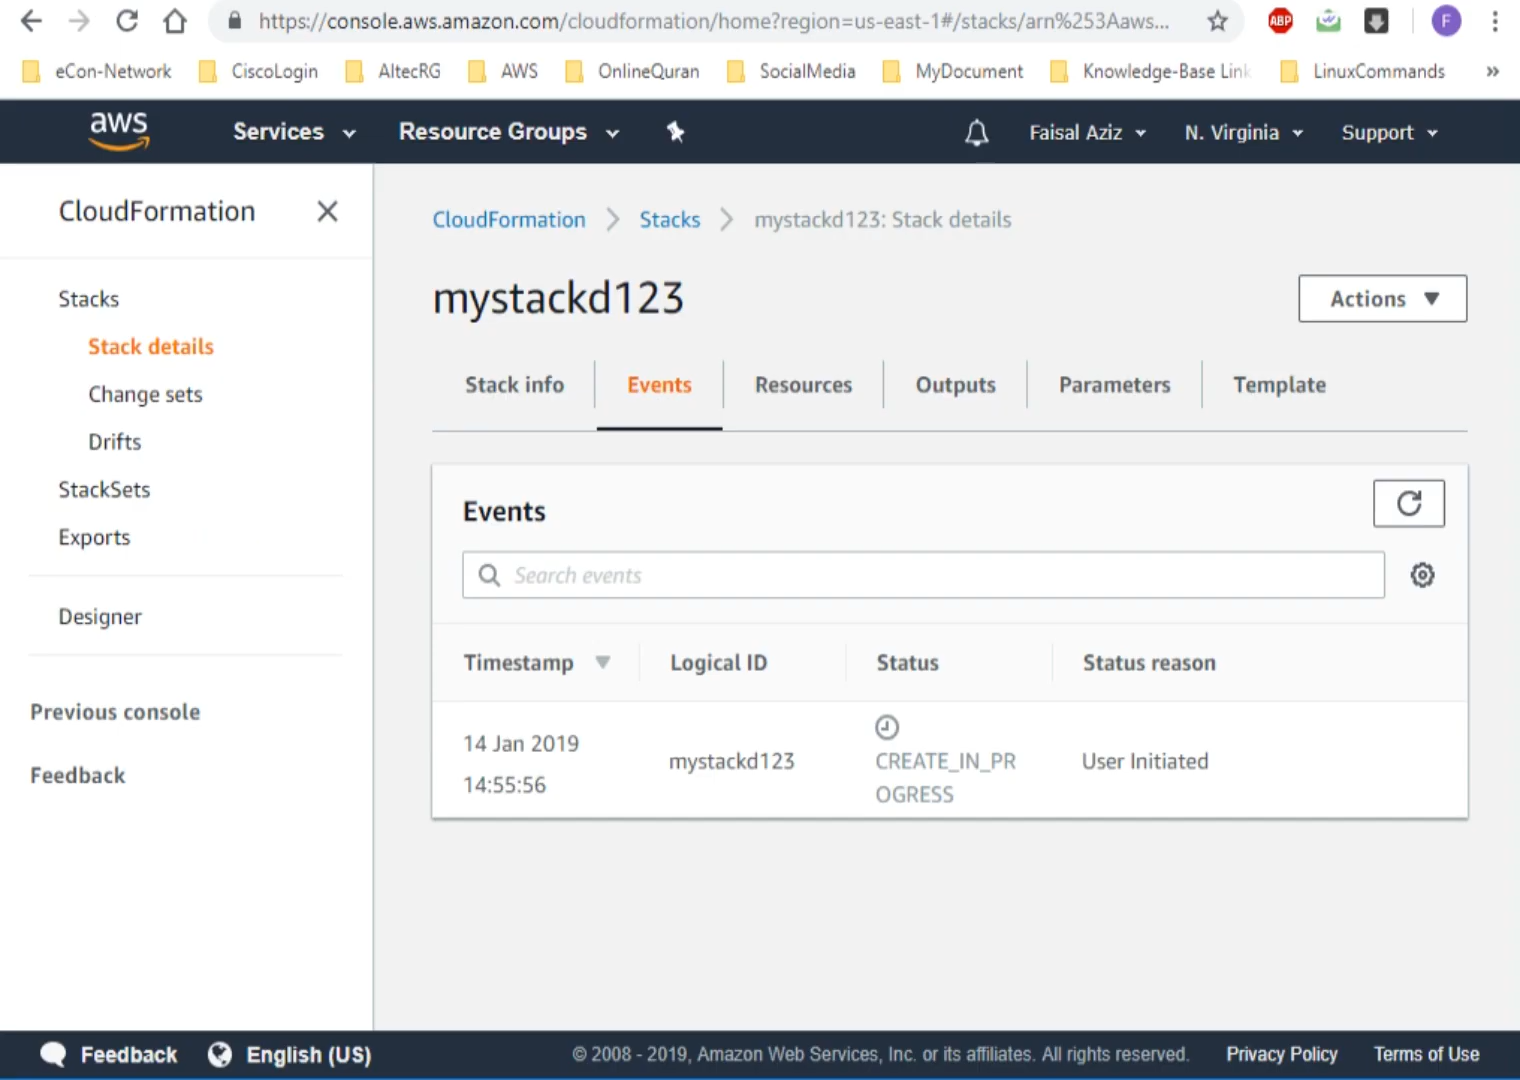 https://console.aws.amazon.com/cloudformation/home?region=us-east-1#/stacks/arn%253Aaws...
ABP
F
eCon-Network
CiscoLogin
AltecRG
AWS
OnlineQuran
SocialMedia
MyDocument
Knowledge-Base Link
LinuxCommands
»
aws
Services
Resource Groups
Faisal Aziz
N. Virginia
Support
CloudFormation
Stacks
Stack details
Change sets
Drifts
StackSets
Exports
Designer
Previous console
Feedback
CloudFormation > Stacks > mystackd123: Stack details
mystackd123
Actions
Stack info
Events
Resources
Outputs
Parameters
Template
Events
Search events
Timestamp
Logical ID
Status
Status reason
14 Jan 2019
14:55:56
mystackd123
CREATE_IN_PR
OGRESS
User Initiated
Feedback
English (US)
© 2008 - 2019, Amazon Web Services, Inc. or its affiliates. All rights reserved.
Privacy Policy
Terms of Use